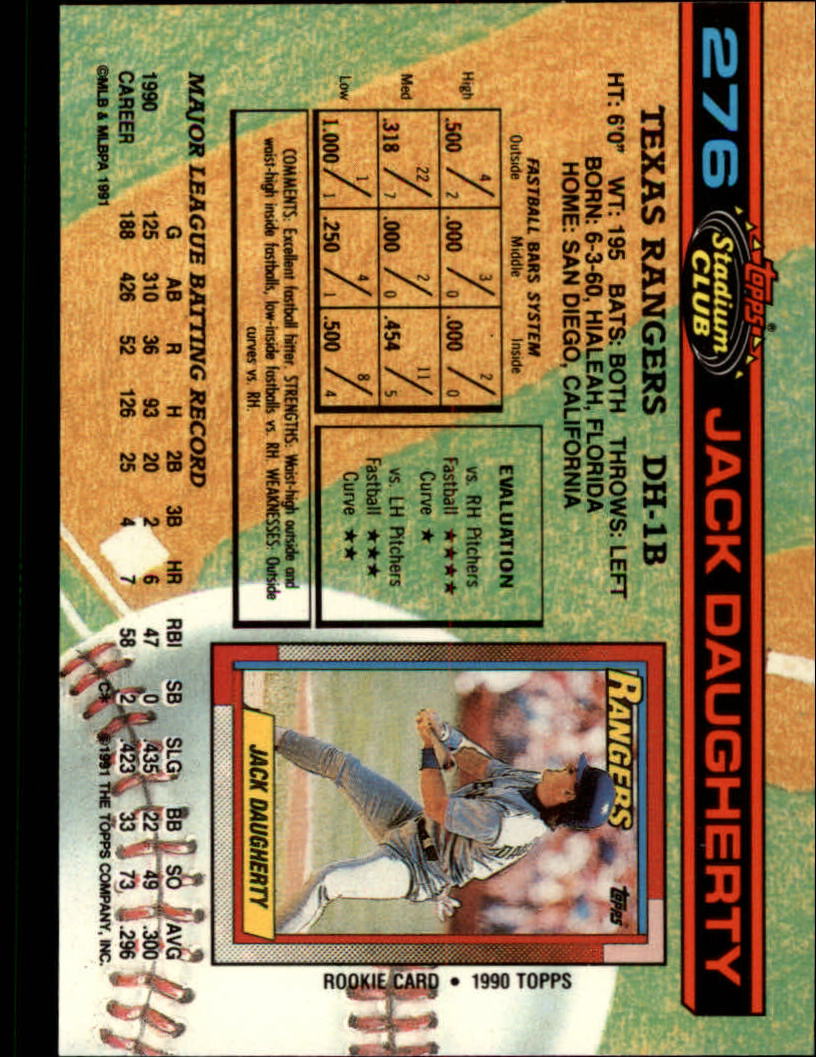 276 Topps® Stadium CLUB JACK DAUGHERTY
TEXAS RANGERS DH-1B
HT: 6'0" WT: 195 BATS: BOTH THROWS: LEFT
BORN: 6-3-60, HIALEAH, FLORIDA
HOME: SAN DIEGO, CALIFORNIA
FASTBALL BARS SYSTEM
Outside Middle Inside
High .500 4/2 .000 3/0 .000 2/0
Med .318 22/7 .000 2/0 .454 11/5
Low 1.000 1/1 .250 4/1 .500 8/4
EVALUATION
vs. RH Pitchers
Fastball ★★★★
Curve ★
vs. LH Pitchers
Fastball ★★★
Curve ★★
COMMENTS: Excellent fastball hitter. STRENGTHS: Waist-high outside and
waist-high inside fastballs, low-inside fastballs vs. RH. WEAKNESSES: Outside
curves vs. RH.
RANGERS
Topps
JACK DAUGHERTY
ROOKIE CARD • 1990 TOPPS
MAJOR LEAGUE BATTING RECORD
G AB R H 2B 3B HR RBI SB SLG BB SO AVG
1990 125 310 36 93 20 2 6 47 0 .435 22 49 .300
CAREER 188 426 52 126 25 4 7 58 2 .423 33 73 .296
©MLB & MLBPA 1991 C* ©1991 THE TOPPS COMPANY, INC.